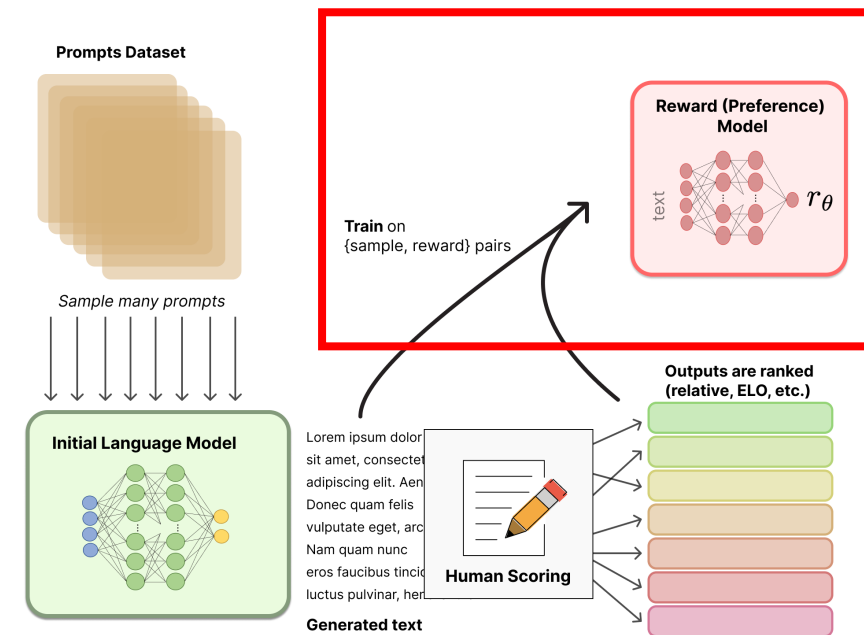 Prompts Dataset
Reward (Preference)
Model
text
rθ
Train on
{sample, reward} pairs
Sample many prompts
Outputs are ranked
(relative, ELO, etc.)
Initial Language Model
Lorem ipsum dolor
sit amet, consectet
adipiscing elit. Aen
Donec quam felis
vulputate eget, arc
Nam quam nunc
eros faucibus tincid
luctus pulvinar, hen
Human Scoring
Generated text